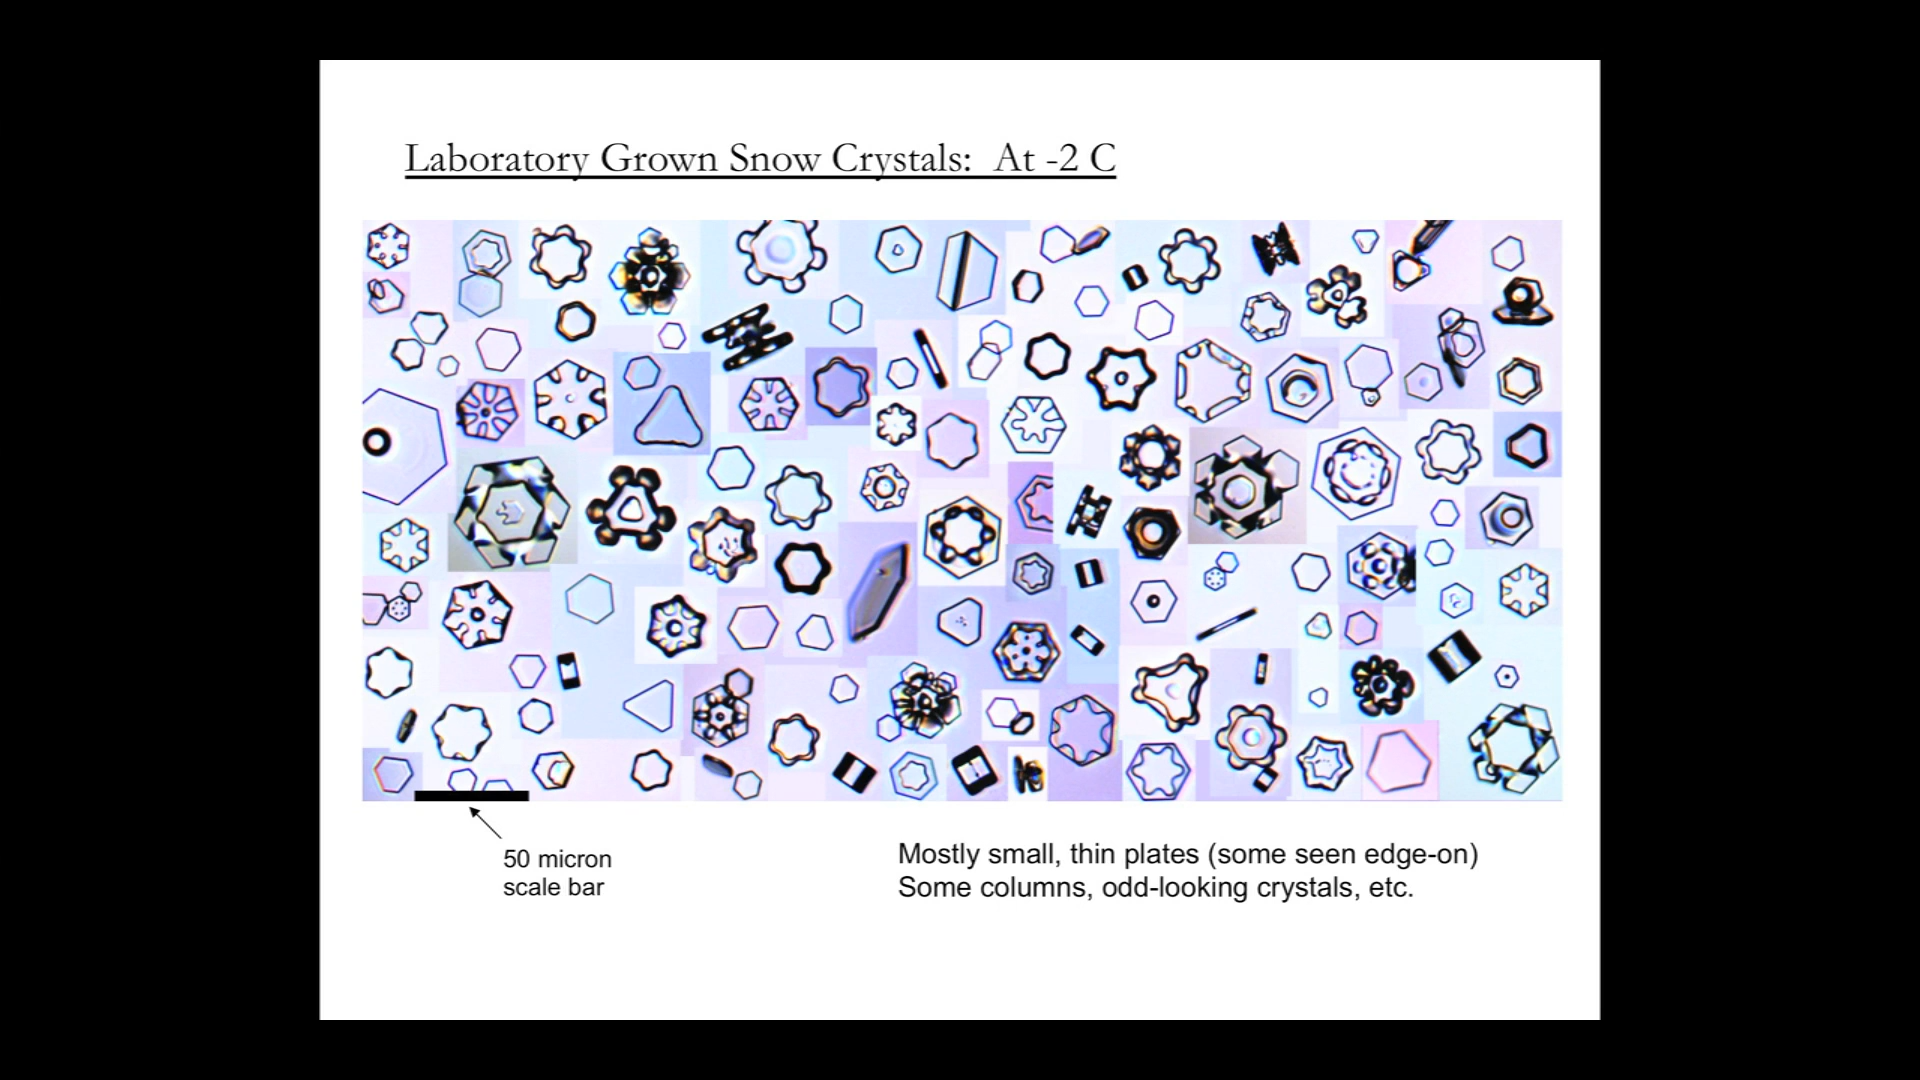 Laboratory Grown Snow Crystals: At -2 C
50 micron
scale bar
Mostly small, thin plates (some seen edge-on)
Some columns, odd-looking crystals, etc.